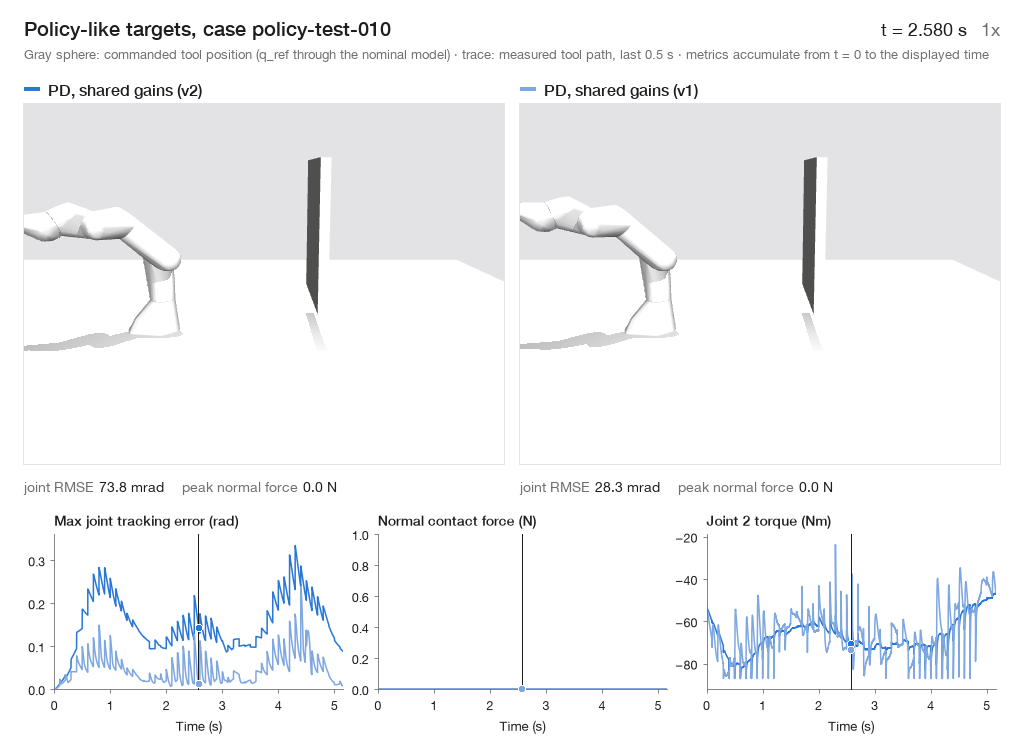 Policy-like targets, case policy-test-010
t = 2.580 s 1x
Gray sphere: commanded tool position (q_ref through the nominal model) · trace: measured tool path, last 0.5 s · metrics accumulate from t = 0 to the displayed time
PD, shared gains (v2)
PD, shared gains (v1)
joint RMSE 73.8 mrad peak normal force 0.0 N
joint RMSE 28.3 mrad peak normal force 0.0 N
Max joint tracking error (rad)
0.3
0.2
0.1
0.0
0 1 2 3 4 5
Time (s)
Normal contact force (N)
1.0
0.8
0.6
0.4
0.2
0.0
0 1 2 3 4 5
Time (s)
Joint 2 torque (Nm)
−20
−40
−60
−80
0 1 2 3 4 5
Time (s)